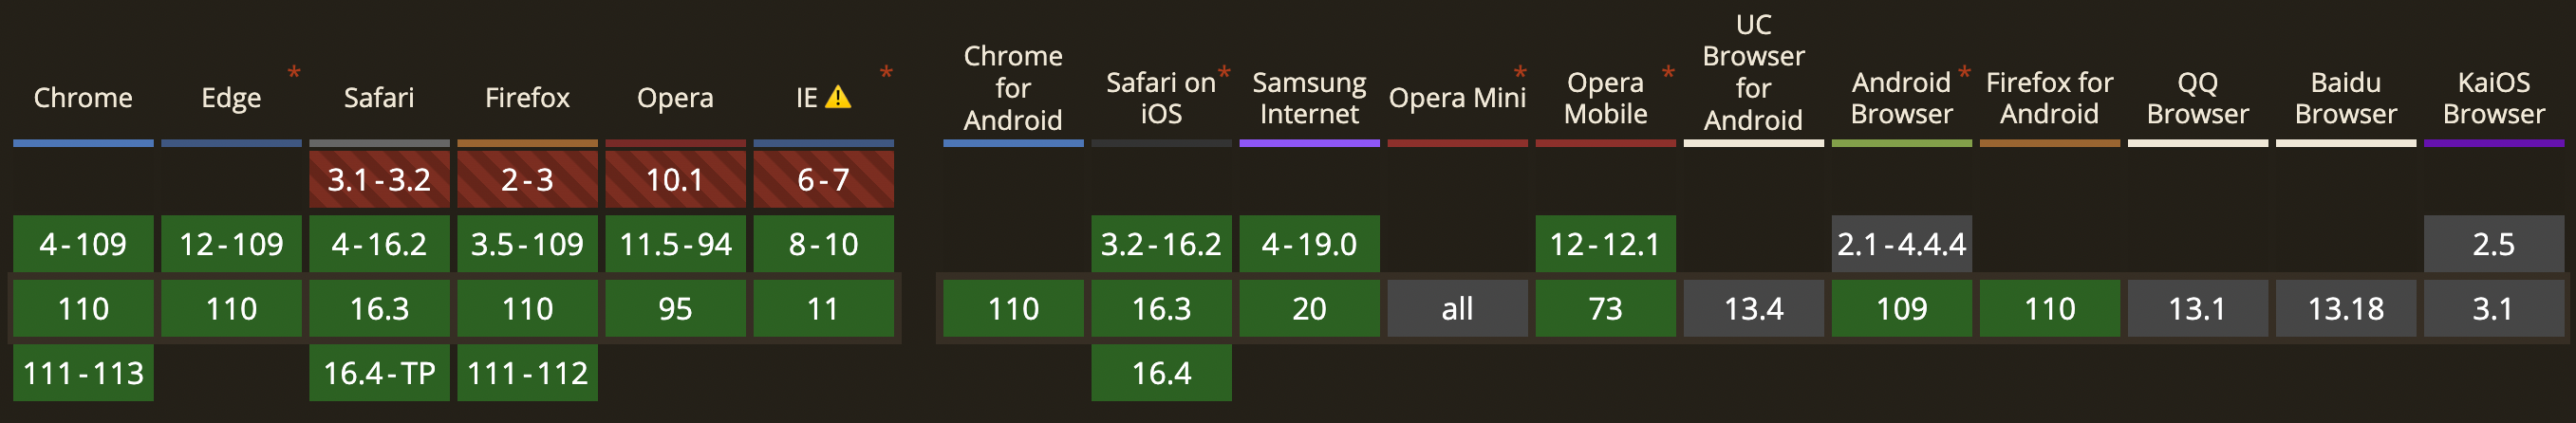 Chrome
Edge *
Safari
Firefox
Opera
IE *
Chrome
for
Android
Safari on *
iOS
Samsung
Internet
Opera Mini *
Opera *
Mobile
UC
Browser
for
Android
Android *
Browser
Firefox for
Android
QQ
Browser
Baidu
Browser
KaiOS
Browser
3.1-3.2 2-3 10.1 6-7
4-109 12-109 4-16.2 3.5-109 11.5-94 8-10 3.2-16.2 4-19.0 12-12.1 2.1-4.4.4 2.5
110 110 16.3 110 95 11 110 16.3 20 all 73 13.4 109 110 13.1 13.18 3.1
111-113 16.4-TP 111-112 16.4